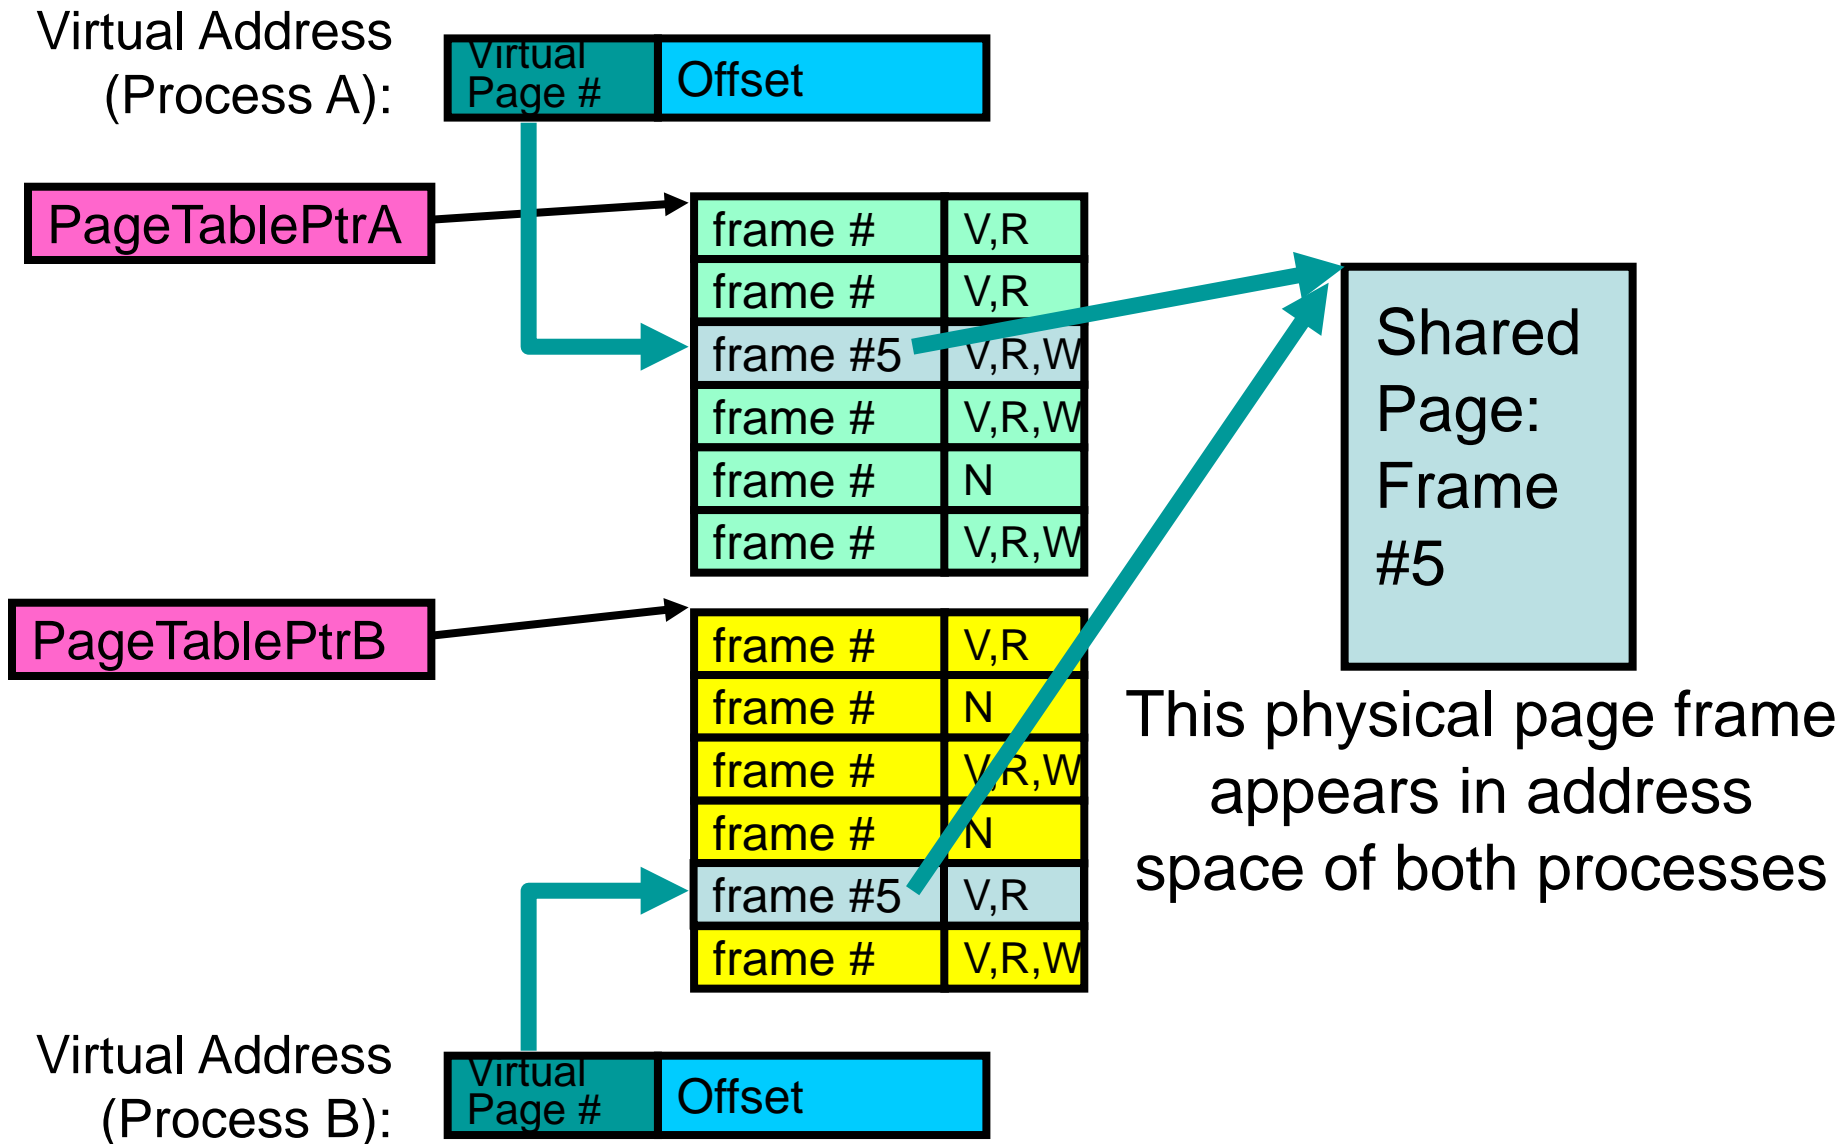 Virtual Address
(Process A):
Virtual
Page #
Offset
PageTablePtrA
frame # V,R
frame # V,R
frame #5 V,R,W
frame # V,R,W
frame # N
frame # V,R,W
Shared
Page:
Frame
#5
PageTablePtrB
frame # V,R
frame # N
frame # V,R,W
frame # N
frame #5 V,R
frame # V,R,W
This physical page frame
appears in address
space of both processes
Virtual Address
(Process B):
Virtual
Page #
Offset